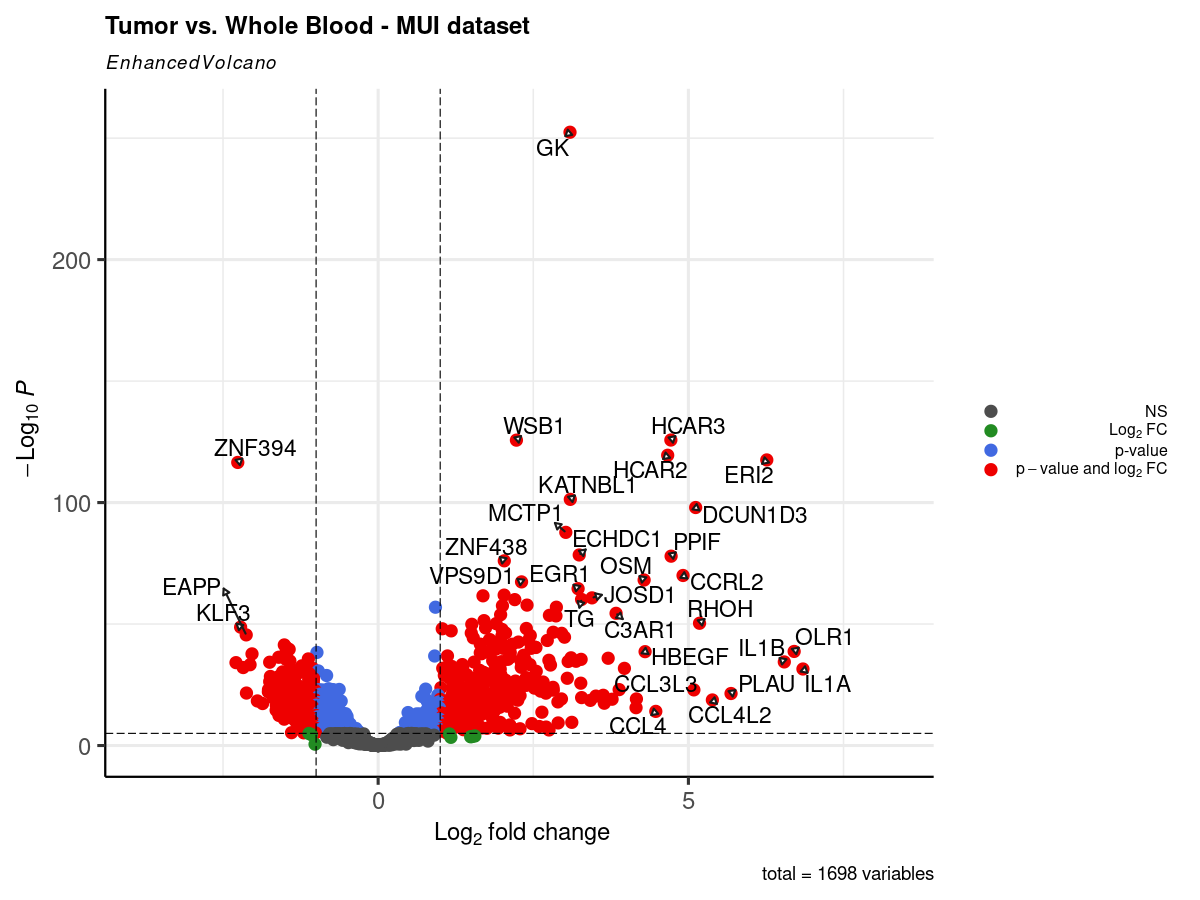 Tumor vs. Whole Blood - MUI dataset
EnhancedVolcano
−Log10 P
200
100
0
GK
WSB1
HCAR3
ZNF394
HCAR2
ERI2
KATNBL1
MCTP1
DCUN1D3
ECHDC1
PPIF
ZNF438
OSM
VPS9D1
EGR1
CCRL2
EAPP
JOSD1
KLF3
TG
RHOH
C3AR1
OLR1
IL1B
HBEGF
CCL3L3
PLAU
IL1A
CCL4L2
CCL4
0
5
Log2 fold change
total = 1698 variables
NS
Log2 FC
p-value
p − value and log2 FC